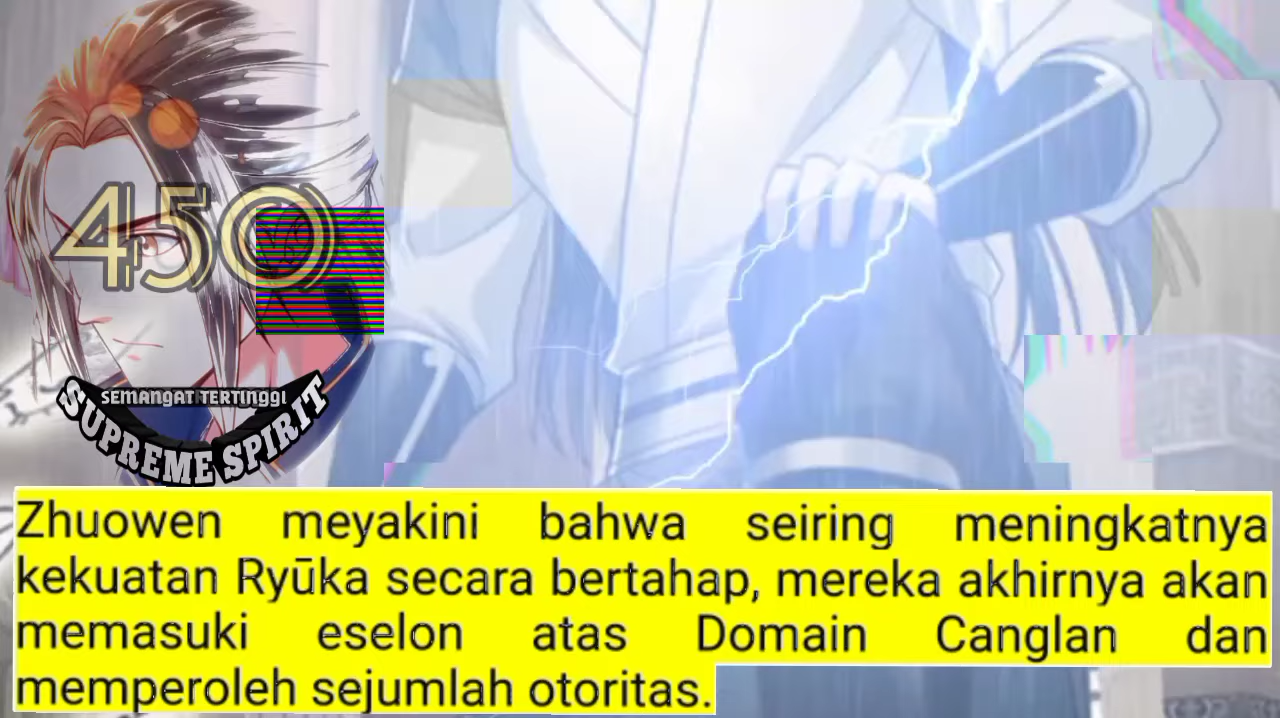 450
SEMANGAT TERTINGGI
SUPREME SPIRIT
Zhuowen meyakini bahwa seiring meningkatnya
kekuatan Ryūka secara bertahap, mereka akhirnya akan
memasuki eselon atas Domain Canglan dan
memperoleh sejumlah otoritas.